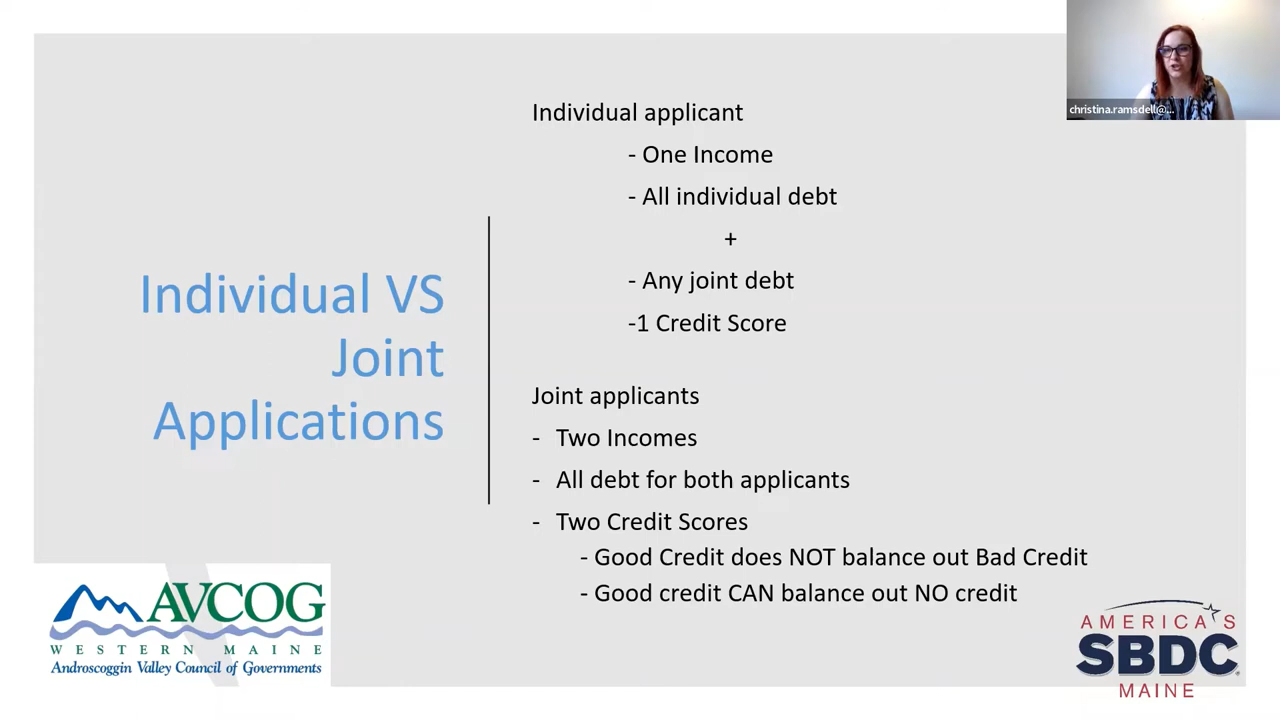 christina.ramsdell@...
Individual VS
Joint
Applications
Individual applicant
- One Income
- All individual debt
+
- Any joint debt
-1 Credit Score
Joint applicants
- Two Incomes
- All debt for both applicants
- Two Credit Scores
- Good Credit does NOT balance out Bad Credit
- Good credit CAN balance out NO credit
AVCOG
WESTERN MAINE
Androscoggin Valley Council of Governments
AMERICA'S
SBDC
MAINE